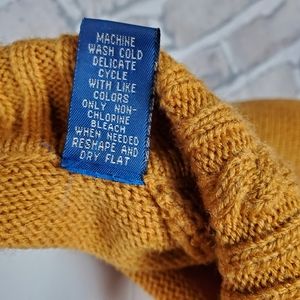 MACHINE
WASH COLD
DELICATE
CYCLE
WITH LIKE
COLORS
ONLY NON-
CHLORINE
BLEACH
WHEN NEEDED
RESHAPE AND
DRY FLAT